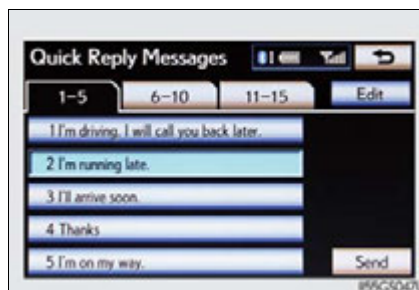 Quick Reply Messages
1-5 6-10 11-15 Edit
1 I'm driving. I will call you back later.
2 I'm running late.
3 I'll arrive soon.
4 Thanks
5 I'm on my way. Send